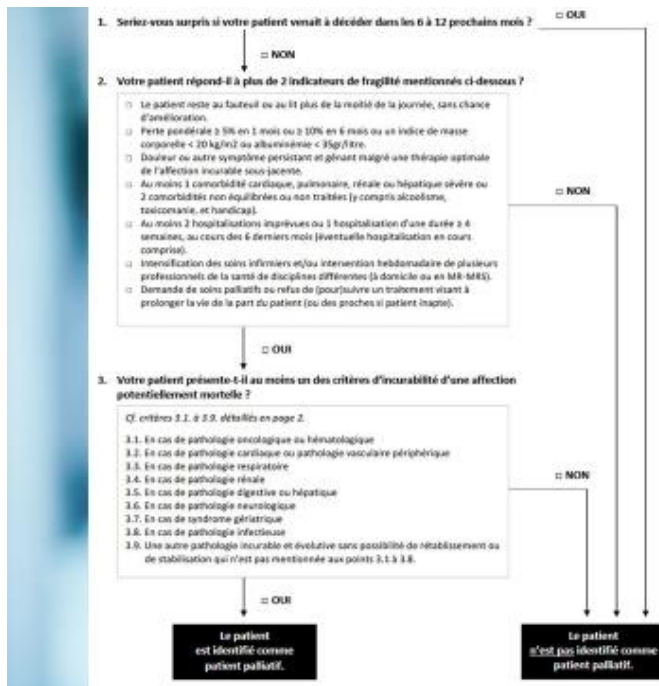 □ OUI
1. Seriez-vous surpris si votre patient venait à décéder dans les 6 à 12 prochains mois ?
□ NON
2. Votre patient répond-il à plus de 2 indicateurs de fragilité mentionnés ci-dessous ?
□ Le patient reste au fauteuil ou au lit plus de la moitié de la journée, sans chance
d'amélioration.
□ Perte pondérale ≥ 5% en 1 mois ou ≥ 10% en 6 mois ou un indice de masse
corporelle < 20 kg/m2 ou albuminémie < 35gr/litre.
□ Douleur ou autre symptôme persistant et gênant malgré une thérapie optimale
de l'affection incurable sous-jacente.
□ Au moins 1 comorbidité cardiaque, pulmonaire, rénale ou hépatique sévère ou
2 comorbidités non équilibrées ou non traitées (y compris alcoolisme,
toxicomanie, et handicap).
□ Au moins 2 hospitalisations imprévues ou 1 hospitalisation d'une durée ≥ 4
semaines, au cours des 6 derniers mois (éventuelle hospitalisation en cours
comprise).
□ Intensification des soins infirmiers et/ou intervention hebdomadaire de plusieurs
professionnels de la santé de disciplines différentes (à domicile ou en MR-MRS).
□ Demande de soins palliatifs ou refus de (pour)suivre un traitement visant à
prolonger la vie de la part du patient (ou des proches si patient inapte).
□ NON
□ OUI
3. Votre patient présente-t-il au moins un des critères d'incurabilité d'une affection
potentiellement mortelle ?
Cf. critères 3.1. à 3.9. détaillés en page 2.
3.1. En cas de pathologie oncologique ou hématologique
3.2. En cas de pathologie cardiaque ou pathologie vasculaire périphérique
3.3. En cas de pathologie respiratoire
3.4. En cas de pathologie rénale
3.5. En cas de pathologie digestive ou hépatique
3.6. En cas de pathologie neurologique
3.7. En cas de syndrome gériatrique
3.8. En cas de pathologie infectieuse
3.9. Une autre pathologie incurable et évolutive sans possibilité de rétablissement ou
de stabilisation qui n'est pas mentionnée aux points 3.1 à 3.8.
□ NON
□ OUI
Le patient
est identifié comme
patient palliatif.
Le patient
n'est pas identifié comme
patient palliatif.